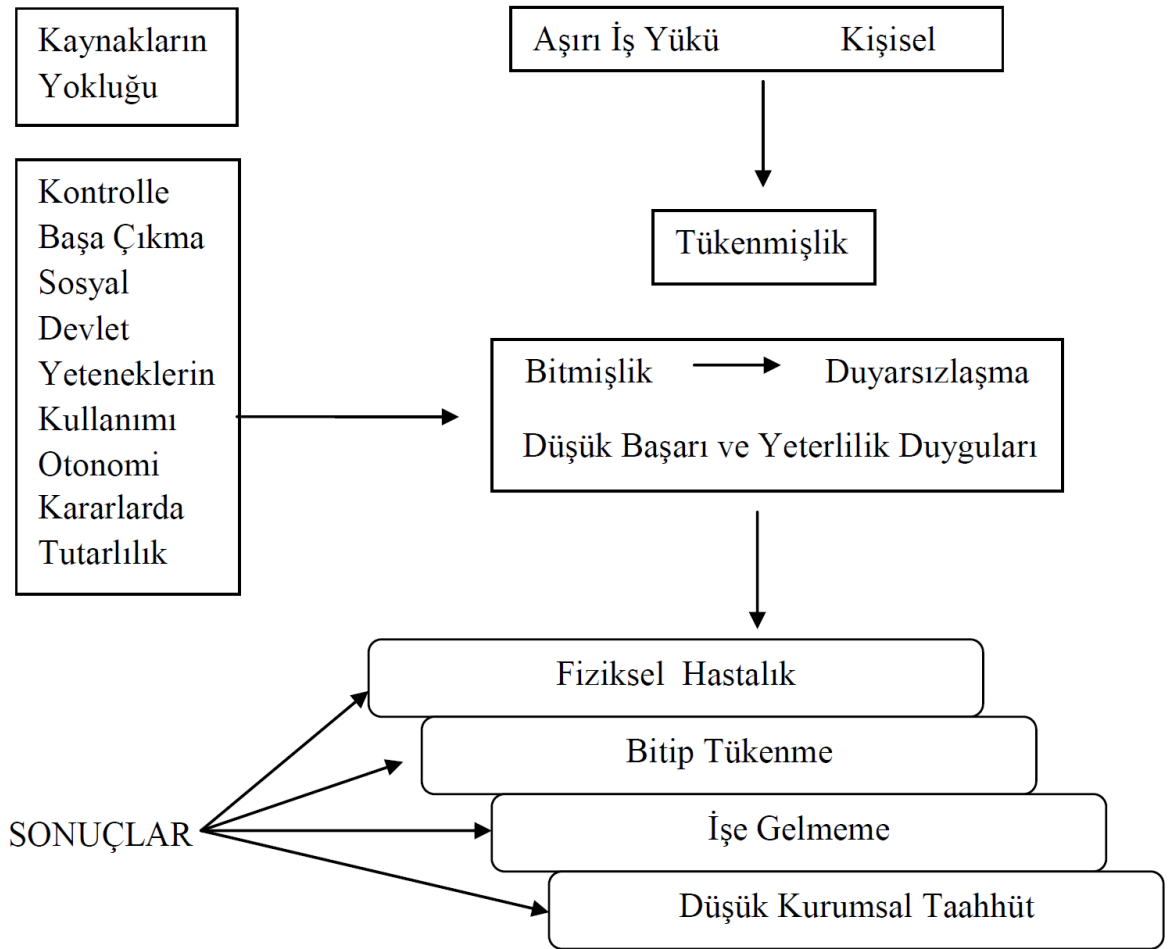 Kaynakların
Yokluğu
Aşırı İş Yükü Kişisel
Kontrolle
Başa Çıkma
Sosyal
Devlet
Yeteneklerin
Kullanımı
Otonomi
Kararlarda
Tutarlılık
Tükenmişlik
Bitmişlik Duyarsızlaşma
Düşük Başarı ve Yeterlilik Duyguları
Fiziksel Hastalık
Bitip Tükenme
SONUÇLAR
İşe Gelmeme
Düşük Kurumsal Taahhüt